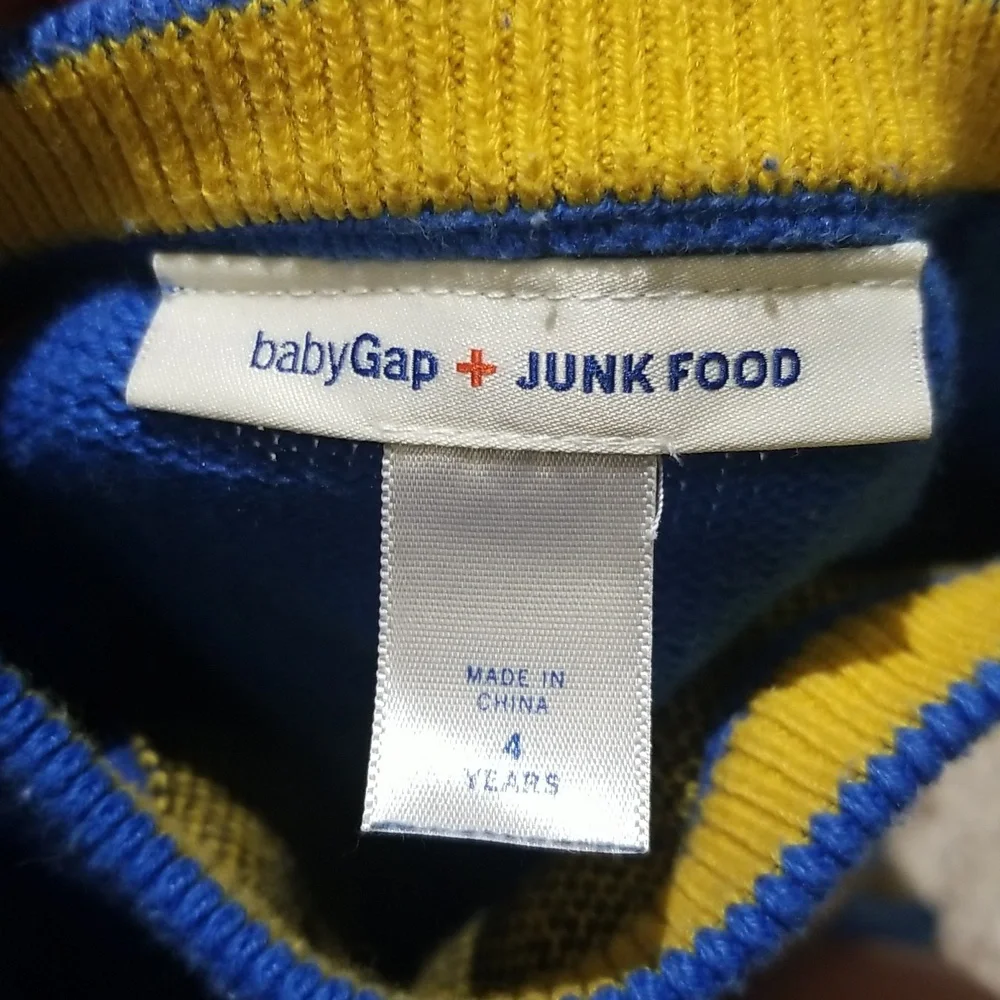 babyGap + JUNK FOOD
MADE IN
CHINA
4
YEARS